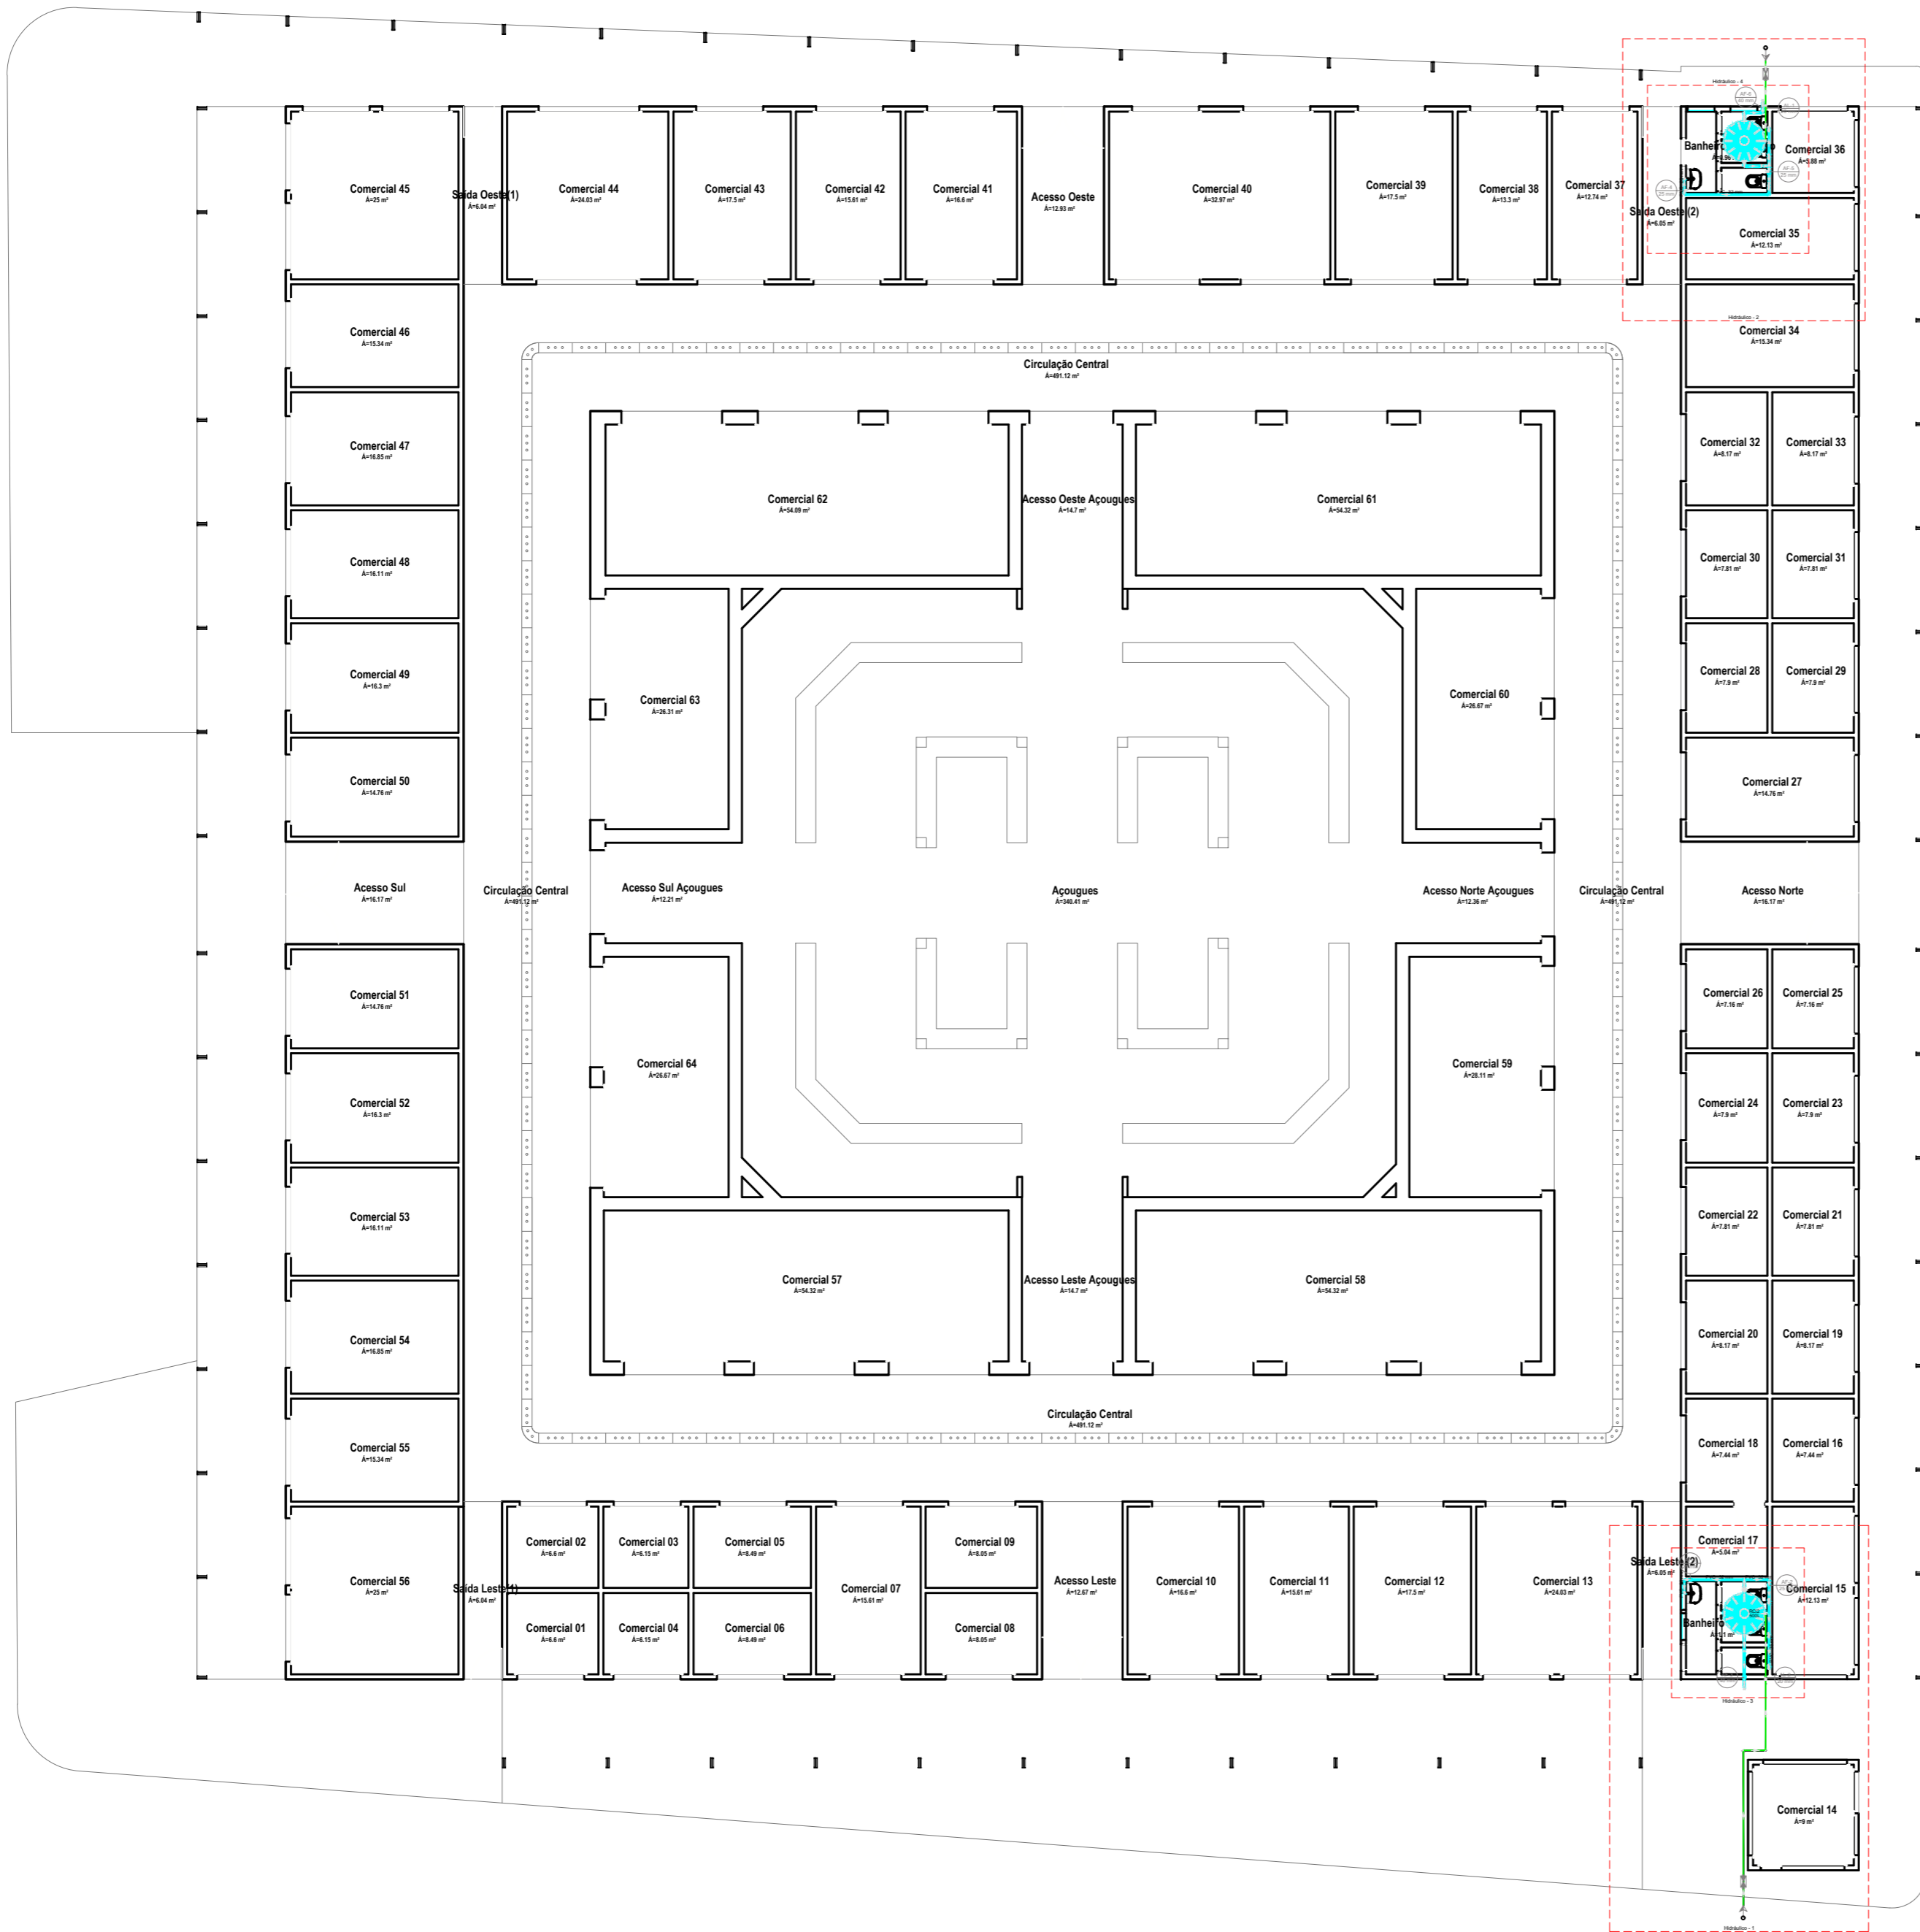 Hidráulico - 4
AF-6
40 mm
Banheiro
Comercial 36
Á=5.88 m²
AF-5
25 mm
AF-4
25 mm
Comercial 45
Á=25 m²
Saída Oeste(1)
Á=6.04 m²
Comercial 44
Á=24.03 m²
Comercial 43
Á=17.5 m²
Comercial 42
Á=15.61 m²
Comercial 41
Á=16.6 m²
Acesso Oeste
Á=12.93 m²
Comercial 40
Á=32.97 m²
Comercial 39
Á=17.5 m²
Comercial 38
Á=13.3 m²
Comercial 37
Á=12.74 m²
Saída Oeste (2)
Á=6.05 m²
Comercial 35
Á=12.13 m²
Hidráulico - 2
Comercial 46
Á=15.34 m²
Comercial 34
Á=15.34 m²
Circulação Central
Á=491.12 m²
Comercial 47
Á=16.85 m²
Comercial 32
Á=8.17 m²
Comercial 33
Á=8.17 m²
Comercial 62
Á=54.09 m²
Acesso Oeste Açougues
Á=14.7 m²
Comercial 61
Á=54.32 m²
Comercial 48
Á=16.11 m²
Comercial 30
Á=7.81 m²
Comercial 31
Á=7.81 m²
Comercial 49
Á=16.3 m²
Comercial 63
Á=26.31 m²
Comercial 60
Á=26.67 m²
Comercial 28
Á=7.9 m²
Comercial 29
Á=7.9 m²
Comercial 50
Á=14.76 m²
Comercial 27
Á=14.76 m²
Acesso Sul
Á=16.17 m²
Circulação Central
Á=491.12 m²
Acesso Sul Açougues
Á=12.21 m²
Açougues
Á=340.41 m²
Acesso Norte Açougues
Á=12.36 m²
Circulação Central
Á=491.12 m²
Acesso Norte
Á=16.17 m²
Comercial 51
Á=14.76 m²
Comercial 26
Á=7.16 m²
Comercial 25
Á=7.16 m²
Comercial 64
Á=26.67 m²
Comercial 59
Á=28.11 m²
Comercial 52
Á=16.3 m²
Comercial 24
Á=7.9 m²
Comercial 23
Á=7.9 m²
Comercial 53
Á=16.11 m²
Comercial 22
Á=7.81 m²
Comercial 21
Á=7.81 m²
Comercial 57
Á=54.32 m²
Acesso Leste Açougues
Á=14.7 m²
Comercial 58
Á=54.32 m²
Comercial 54
Á=16.85 m²
Comercial 20
Á=8.17 m²
Comercial 19
Á=8.17 m²
Circulação Central
Á=491.12 m²
Comercial 55
Á=15.34 m²
Comercial 18
Á=7.44 m²
Comercial 16
Á=7.44 m²
Comercial 02
Á=6.6 m²
Comercial 03
Á=6.15 m²
Comercial 05
Á=8.49 m²
Comercial 09
Á=8.05 m²
Comercial 17
Á=5.04 m²
Comercial 56
Á=25 m²
Saída Leste(1)
Á=6.04 m²
Comercial 07
Á=15.61 m²
Acesso Leste
Á=12.67 m²
Comercial 10
Á=16.6 m²
Comercial 11
Á=15.61 m²
Comercial 12
Á=17.5 m²
Comercial 13
Á=24.03 m²
Saída Leste (2)
Á=6.05 m²
Comercial 15
Á=12.13 m²
Comercial 01
Á=6.6 m²
Comercial 04
Á=6.15 m²
Comercial 06
Á=8.49 m²
Comercial 08
Á=8.05 m²
Banheiro
Hidráulico - 3
Comercial 14
Á=9 m²
Hidráulico - 1